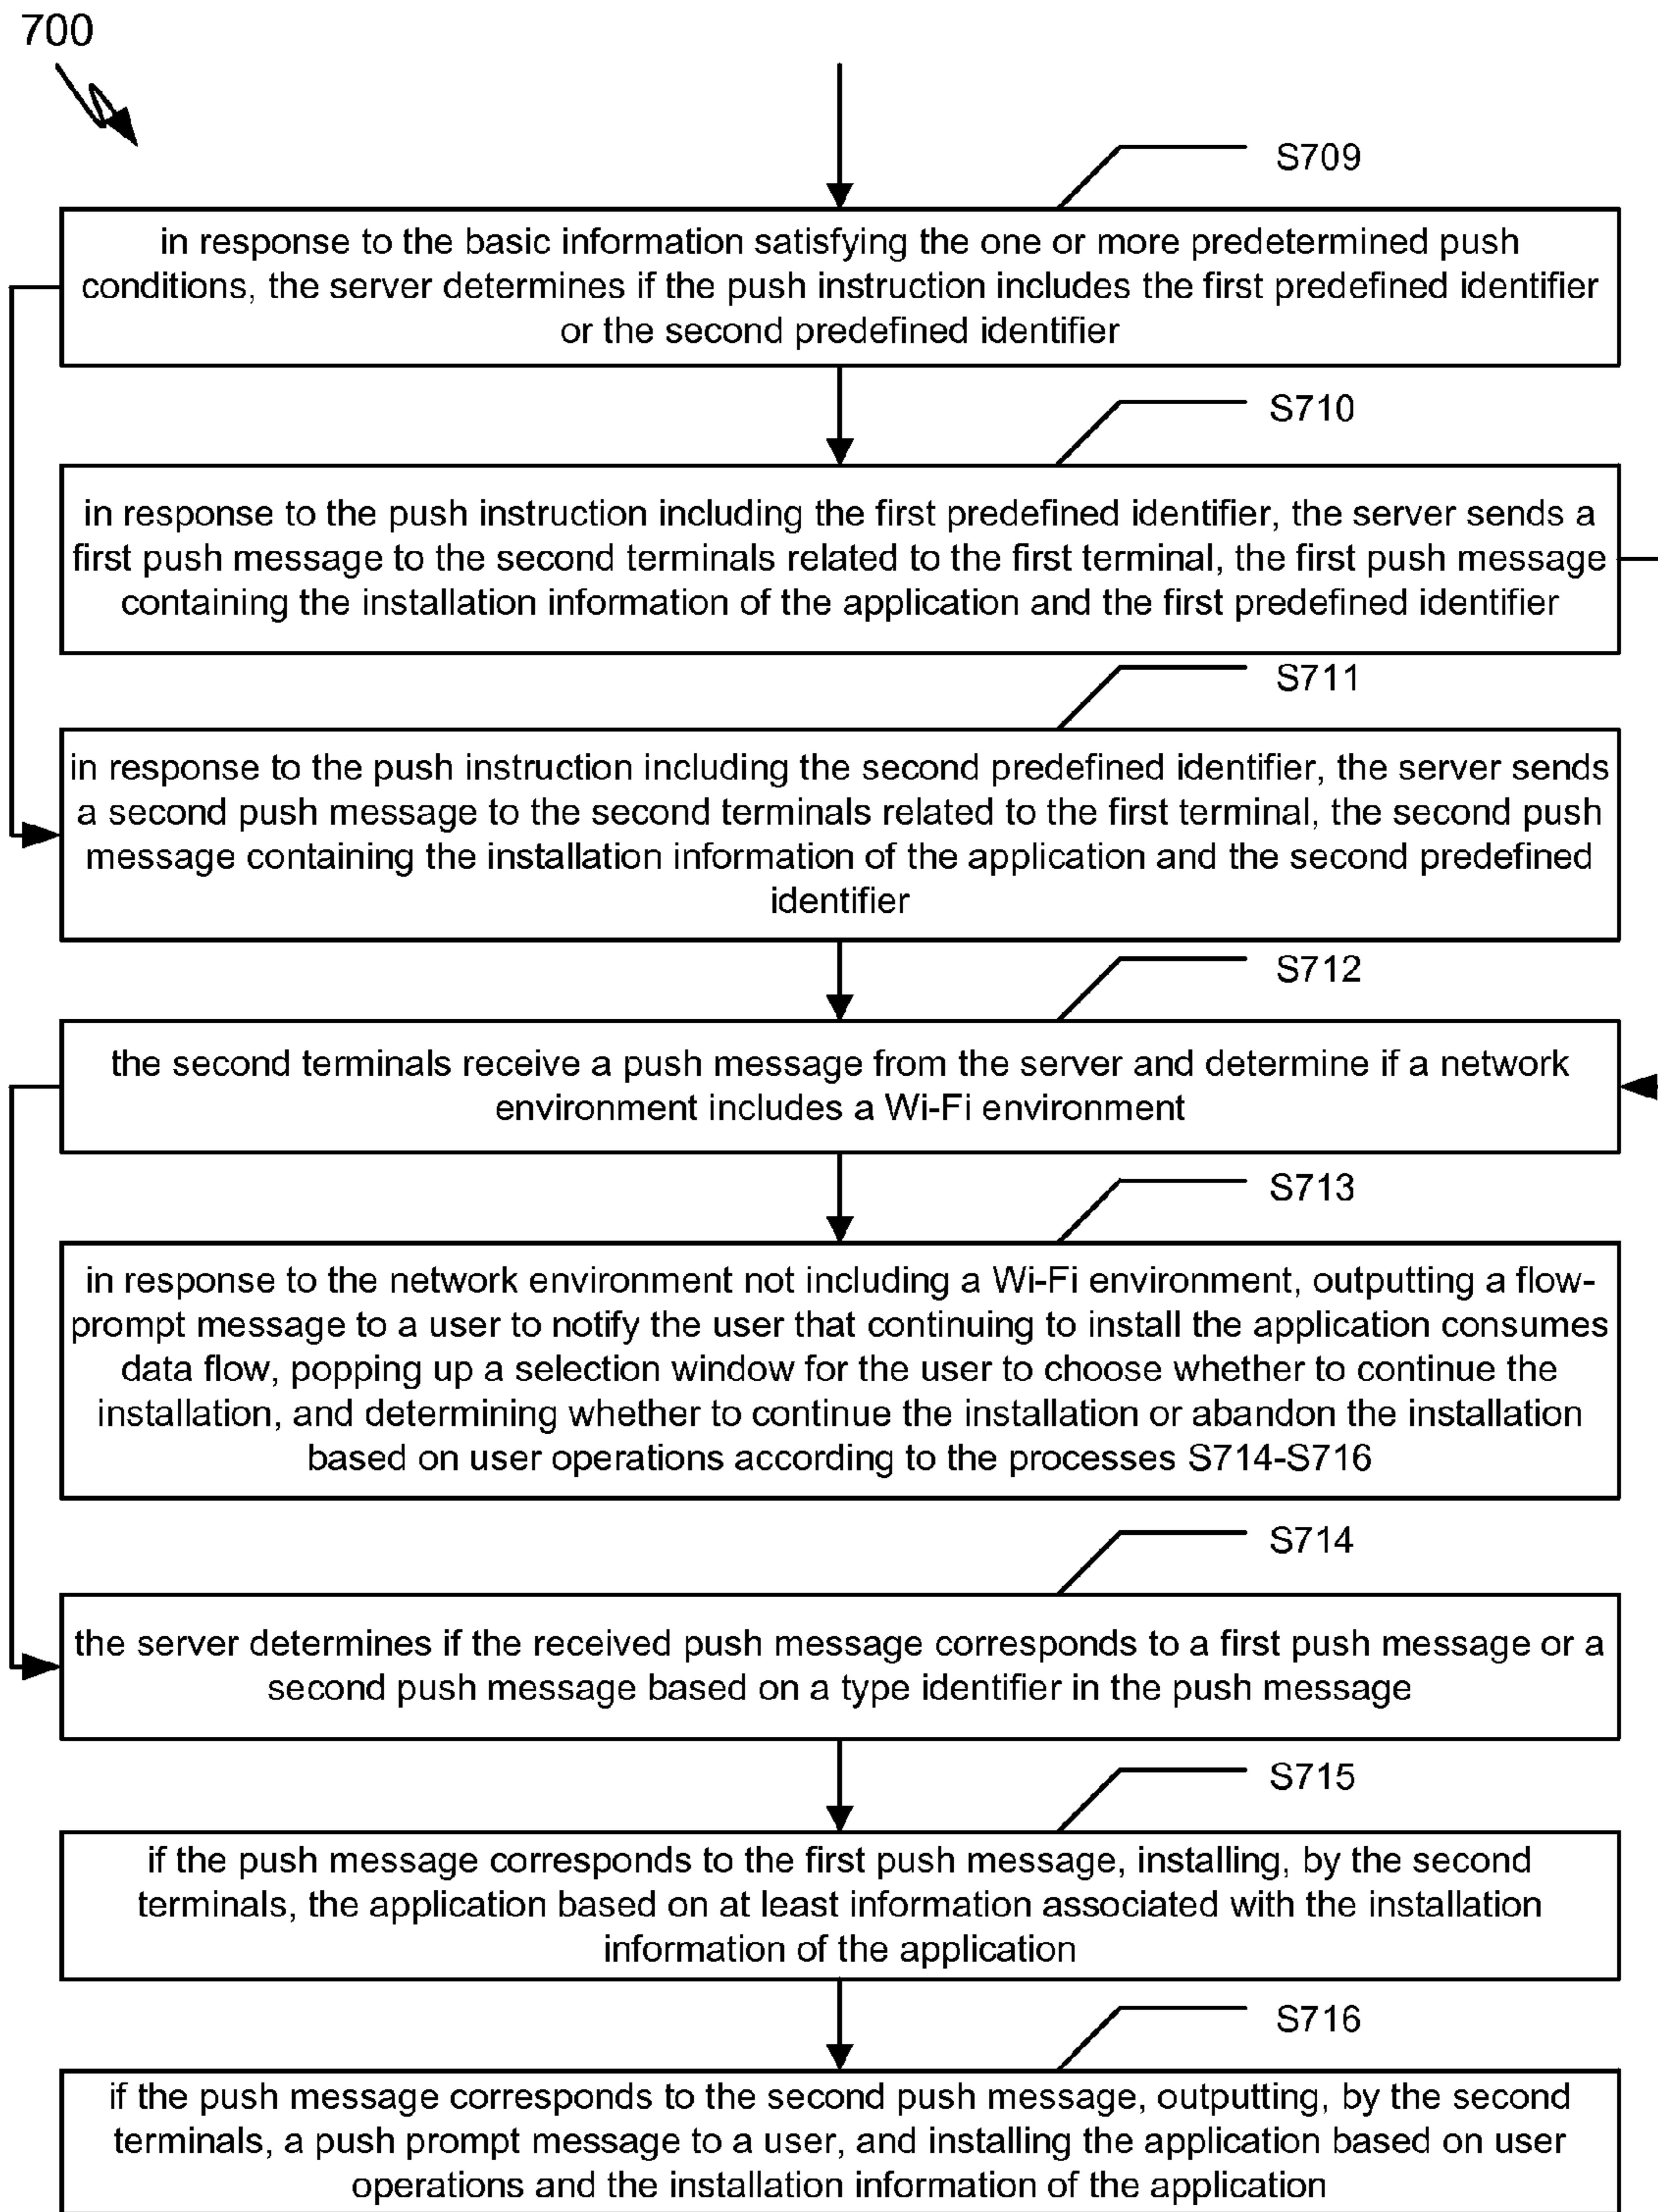 700
S709
in response to the basic information satisfying the one or more predetermined push
conditions, the server determines if the push instruction includes the first predefined identifier
or the second predefined identifier
S710
in response to the push instruction including the first predefined identifier, the server sends a
first push message to the second terminals related to the first terminal, the first push message
containing the installation information of the application and the first predefined identifier
S711
in response to the push instruction including the second predefined identifier, the server sends
a second push message to the second terminals related to the first terminal, the second push
message containing the installation information of the application and the second predefined
identifier
S712
the second terminals receive a push message from the server and determine if a network
environment includes a Wi-Fi environment
S713
in response to the network environment not including a Wi-Fi environment, outputting a flow-
prompt message to a user to notify the user that continuing to install the application consumes
data flow, popping up a selection window for the user to choose whether to continue the
installation, and determining whether to continue the installation or abandon the installation
based on user operations according to the processes S714-S716
S714
the server determines if the received push message corresponds to a first push message or a
second push message based on a type identifier in the push message
S715
if the push message corresponds to the first push message, installing, by the second
terminals, the application based on at least information associated with the installation
information of the application
S716
if the push message corresponds to the second push message, outputting, by the second
terminals, a push prompt message to a user, and installing the application based on user
operations and the installation information of the application